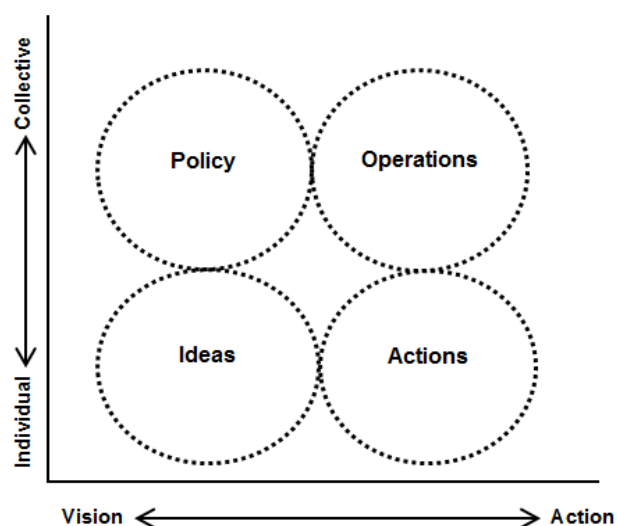 Collective
Policy
Operations
Ideas
Actions
Individual
Vision
Action